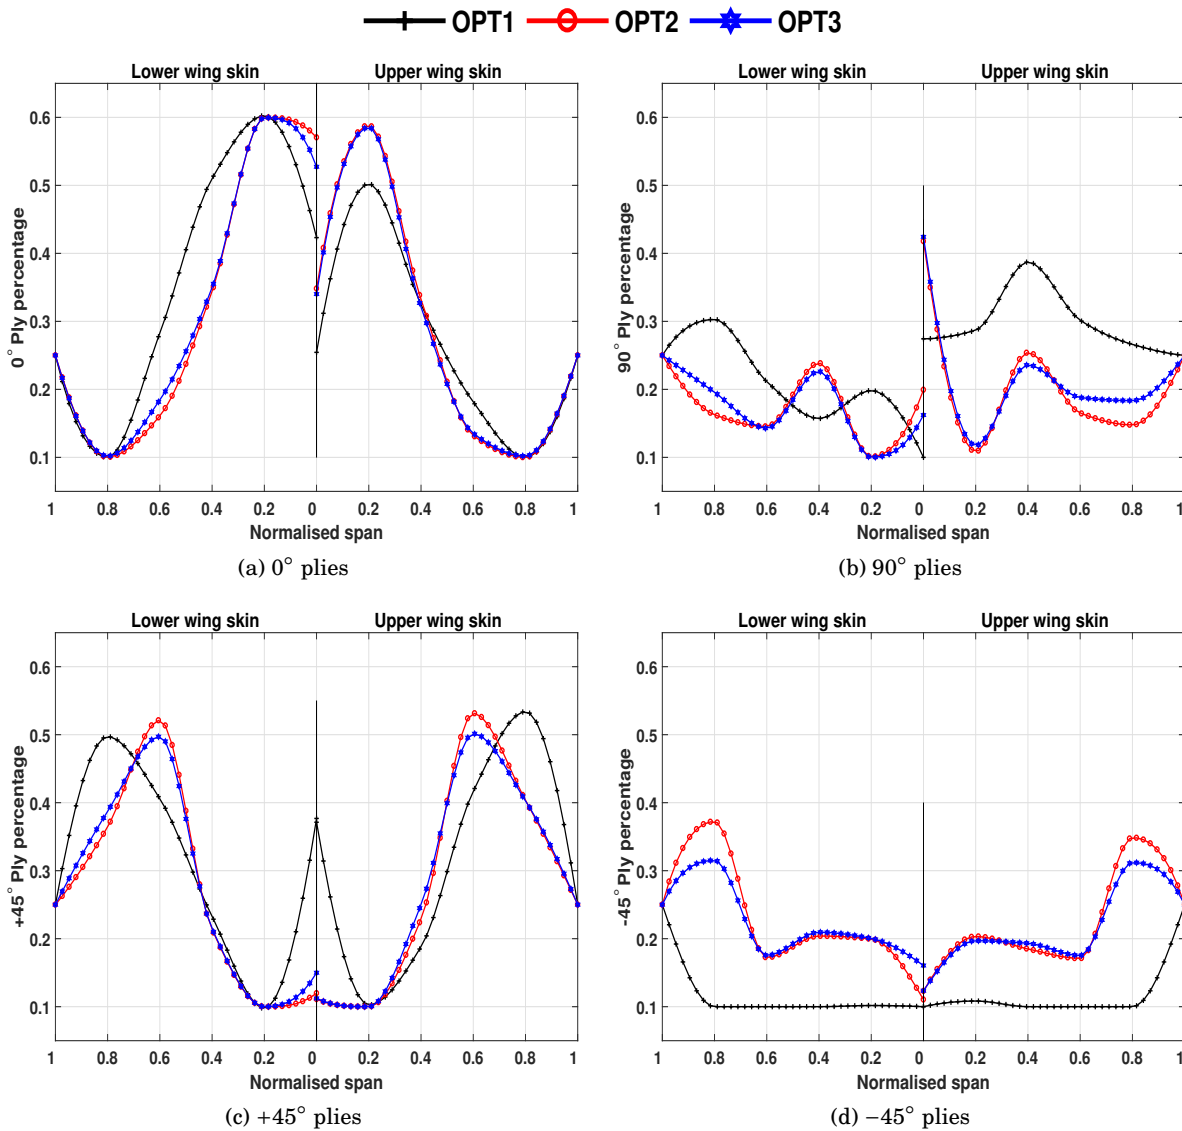 OPT1 OPT2 OPT3
Lower wing skin Upper wing skin
0.6
0.5
0.4
0.3
0.2
0.1
0° Ply percentage
1 0.8 0.6 0.4 0.2 0 0.2 0.4 0.6 0.8 1
Normalised span
(a) 0° plies
Lower wing skin Upper wing skin
0.6
0.5
0.4
0.3
0.2
0.1
90° Ply percentage
1 0.8 0.6 0.4 0.2 0 0.2 0.4 0.6 0.8 1
Normalised span
(b) 90° plies
Lower wing skin Upper wing skin
0.6
0.5
0.4
0.3
0.2
0.1
+45° Ply percentage
1 0.8 0.6 0.4 0.2 0 0.2 0.4 0.6 0.8 1
Normalised span
(c) +45° plies
Lower wing skin Upper wing skin
0.6
0.5
0.4
0.3
0.2
0.1
-45° Ply percentage
1 0.8 0.6 0.4 0.2 0 0.2 0.4 0.6 0.8 1
Normalised span
(d) −45° plies